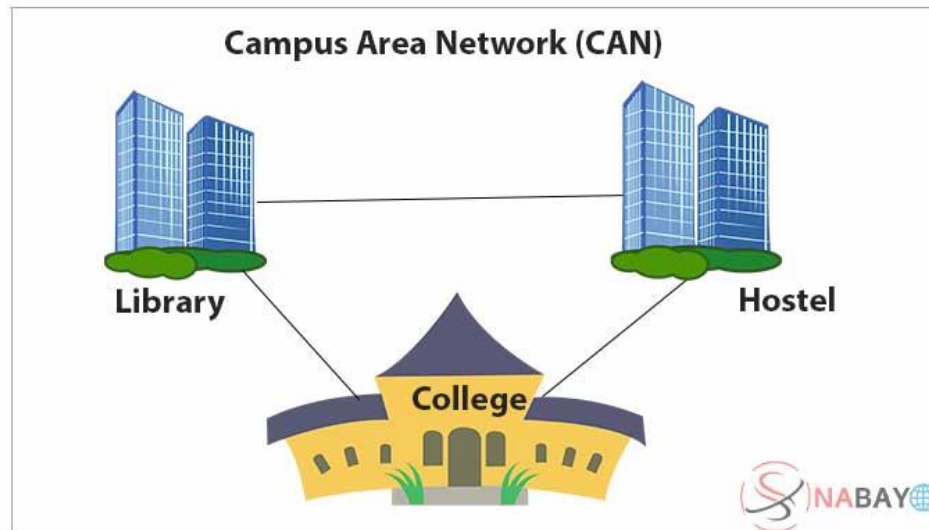 Campus Area Network (CAN)
Library
Hostel
College
NABAY